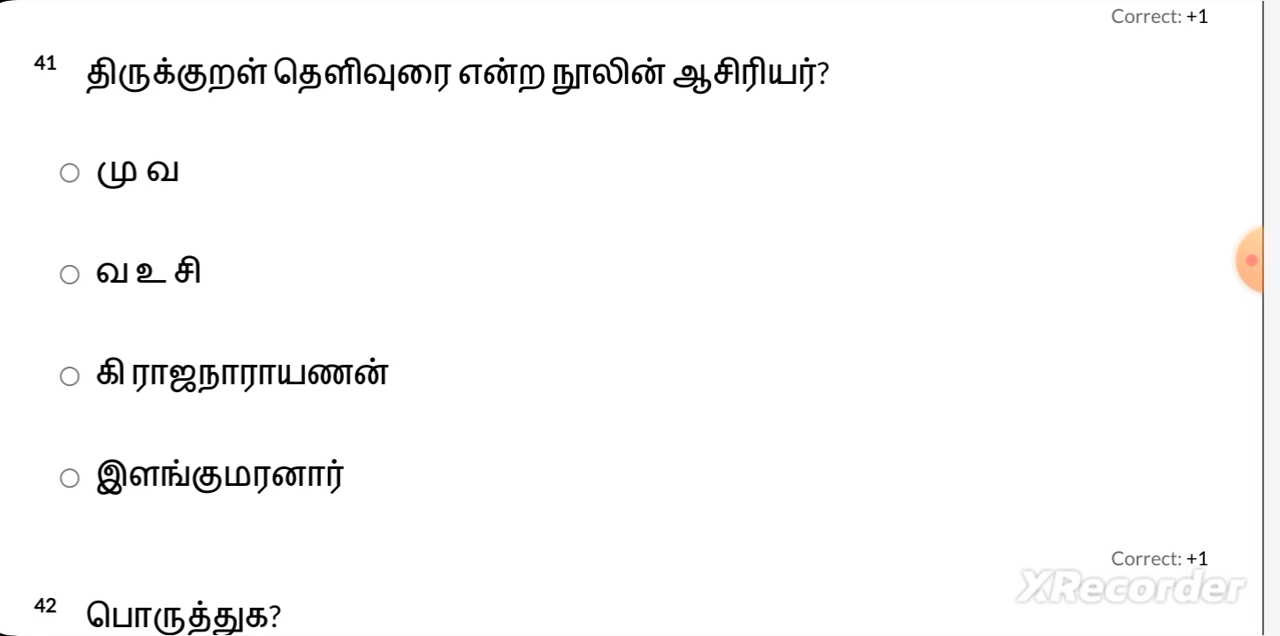 Correct: +1
41 திருக்குறள் தெளிவுரை என்ற நூலின் ஆசிரியர்?
மு வ
வ உ சி
கி ராஜநாராயணன்
இளங்குமரனார்
Correct: +1
XRecorder
42 பொருத்துக?